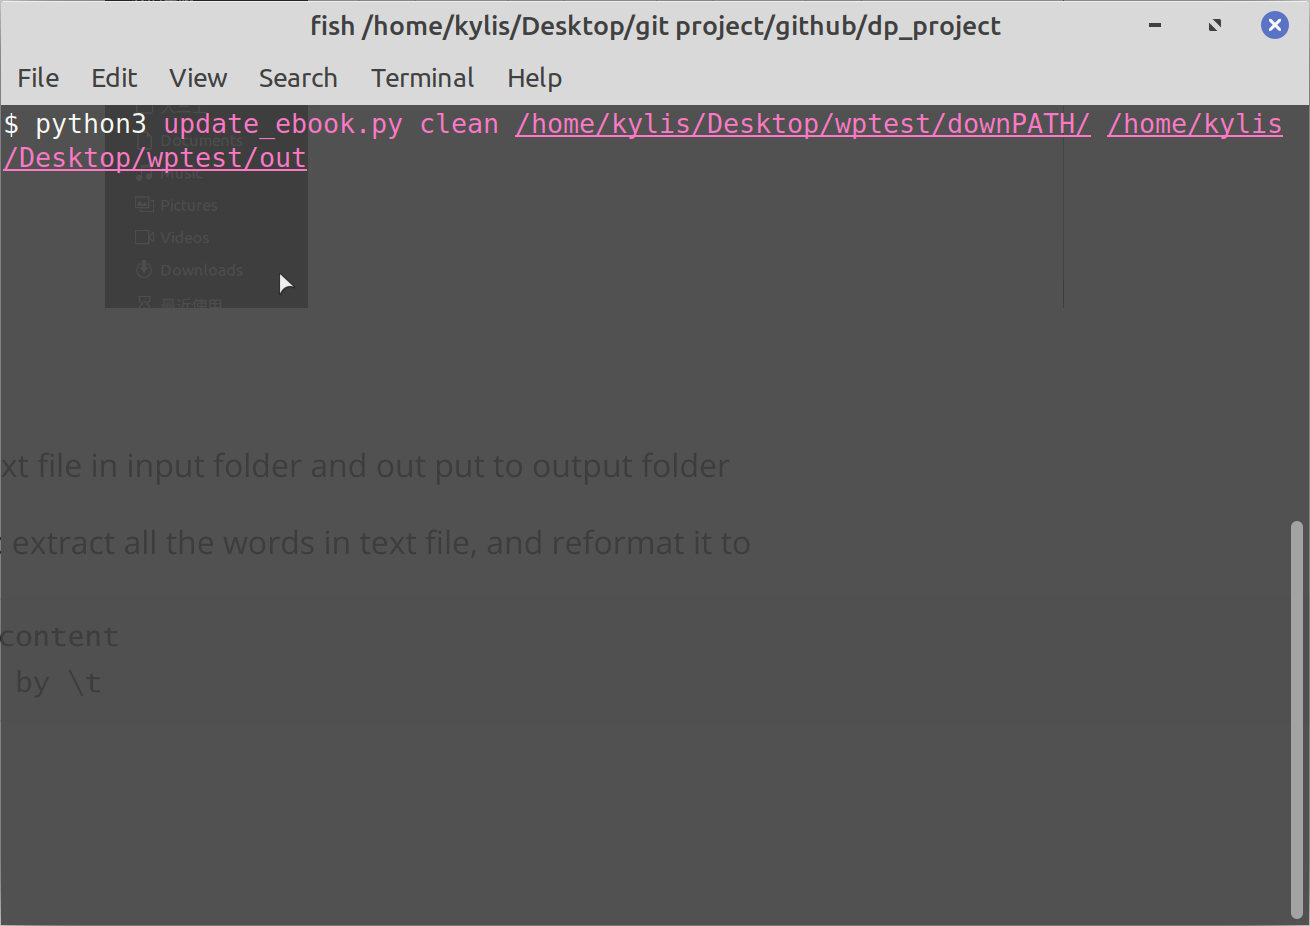 fish /home/kylis/Desktop/git project/github/dp_project
File Edit View Search Terminal Help
$ python3 update_ebook.py clean /home/kylis/Desktop/wptest/downPATH/ /home/kylis
/Desktop/wptest/out
Documents
Music
Pictures
Videos
Downloads
最近使用
xt file in input folder and out put to output folder
extract all the words in text file, and reformat it to
content
by \t